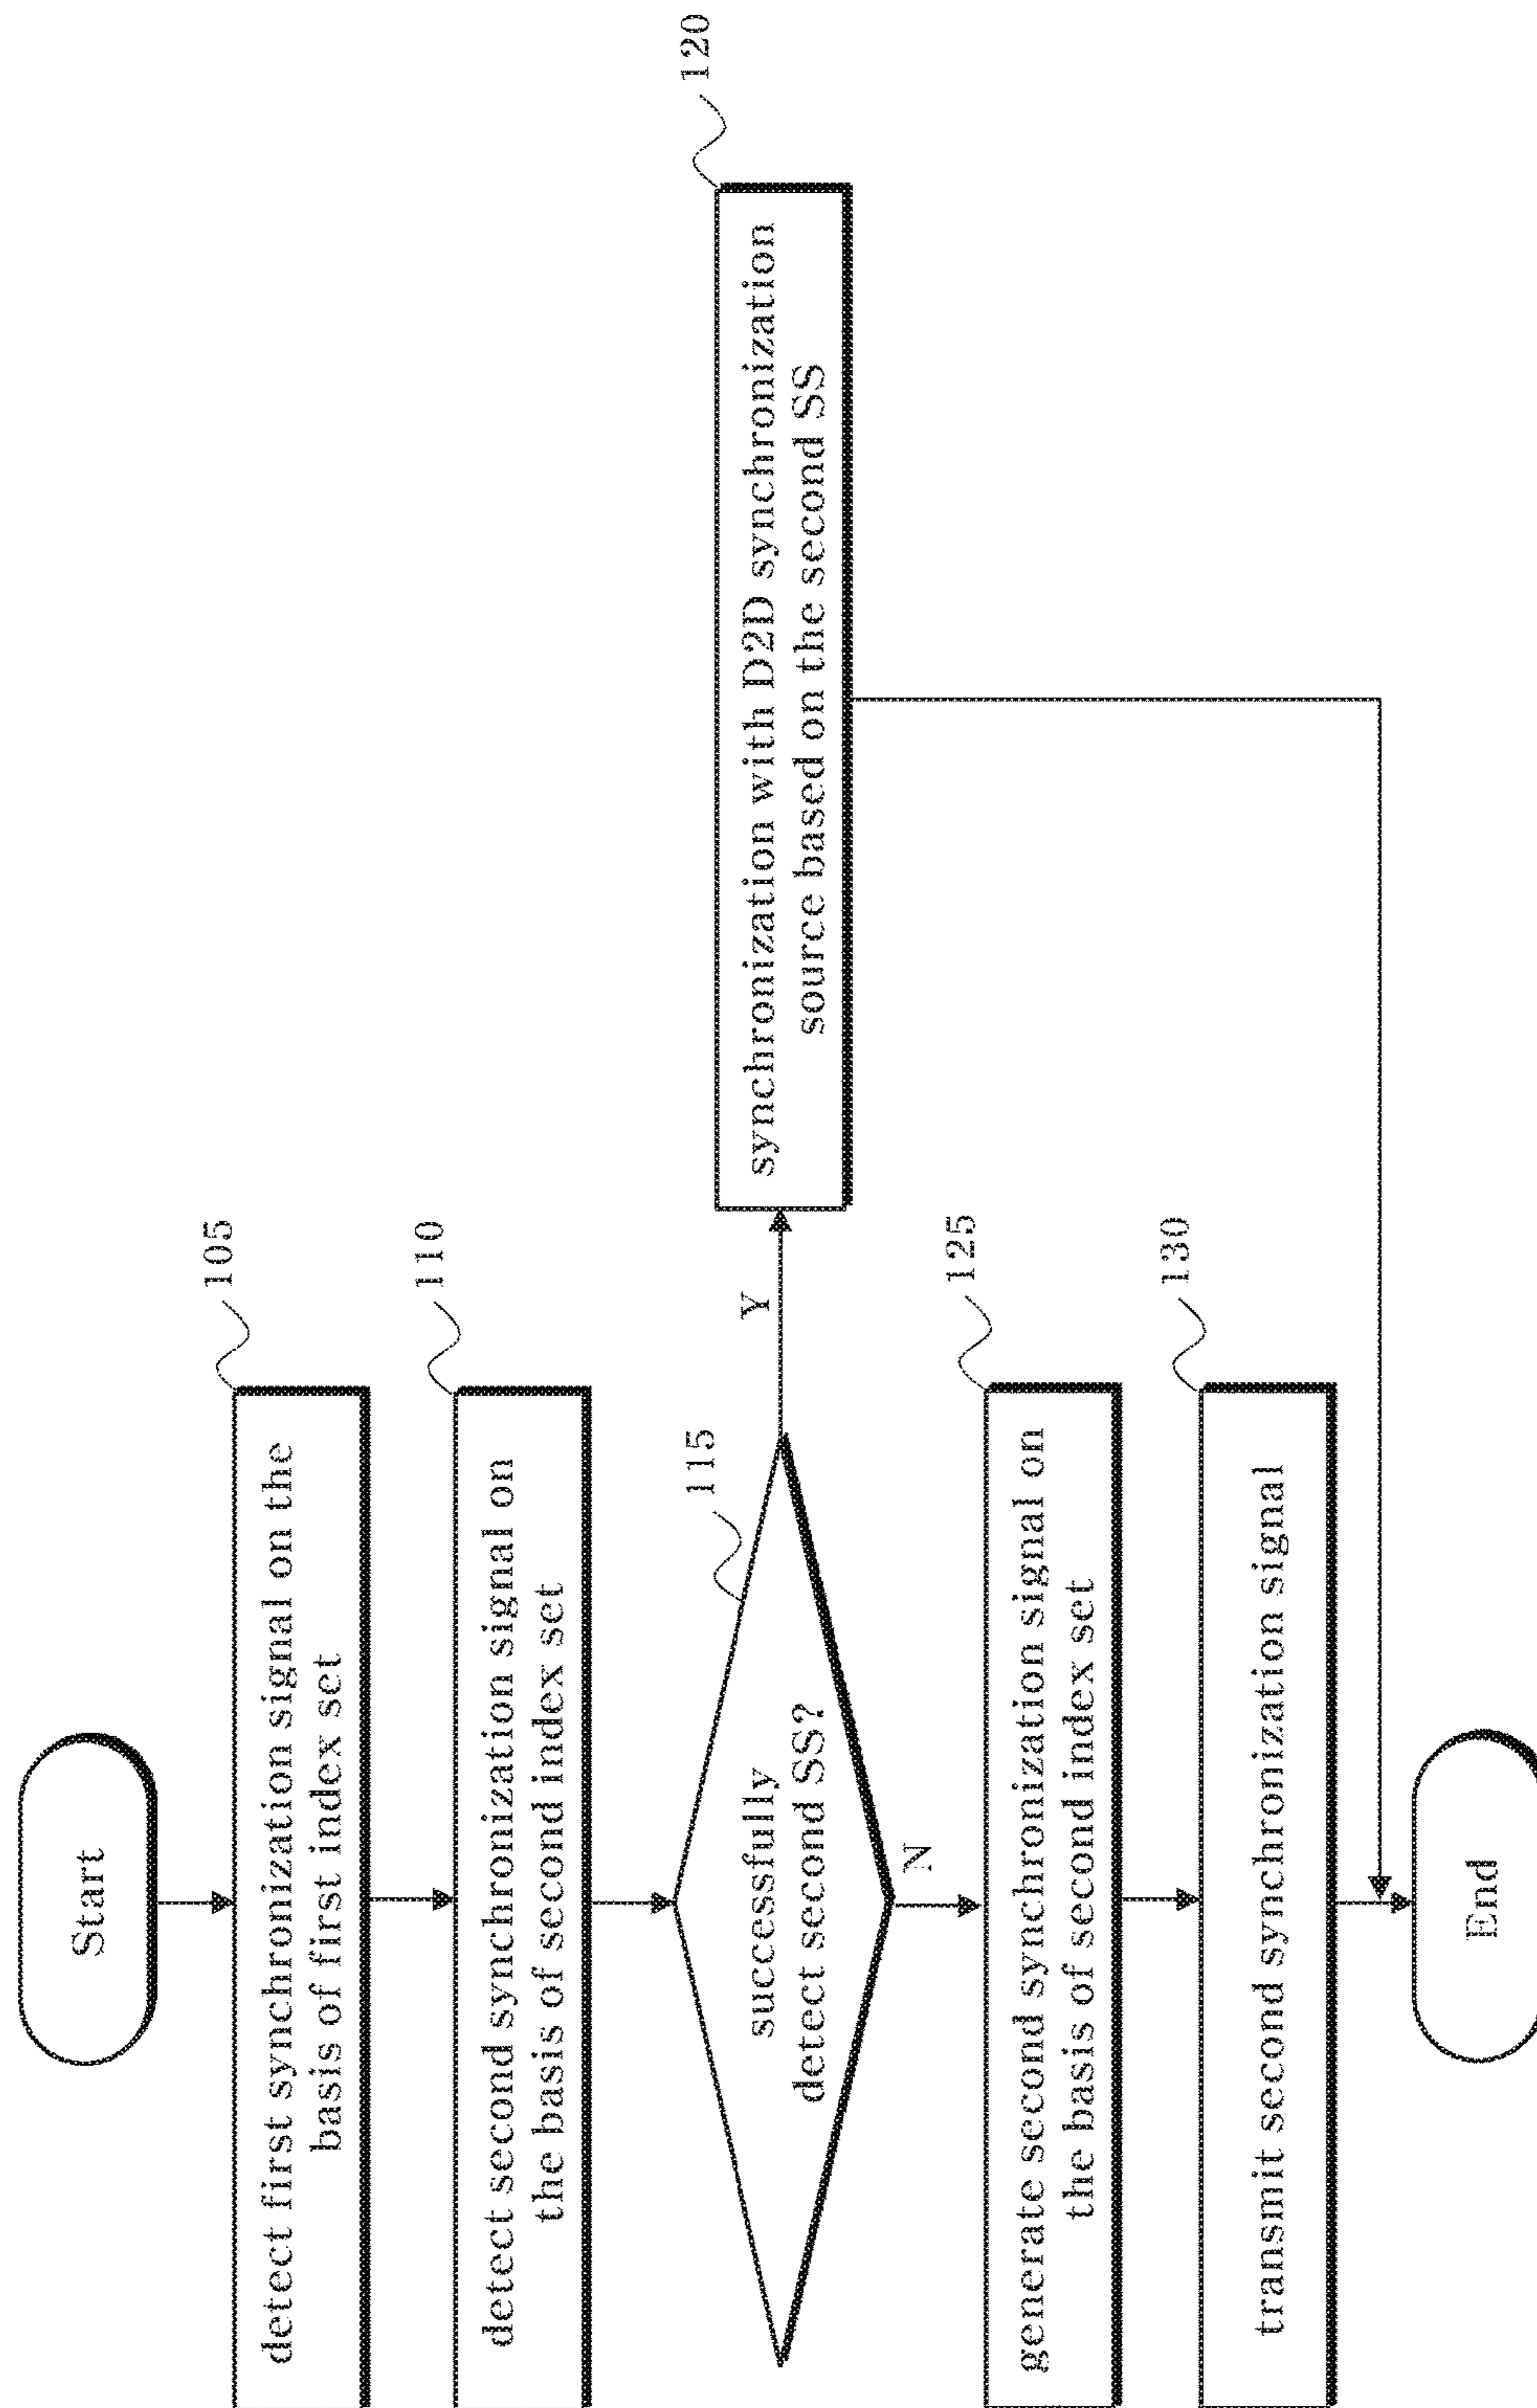 Start
105
detect first synchronization signal on the
basis of first index set
110
detect second synchronization signal on
the basis of second index set
115
successfully
detect second SS?
Y
120
synchronization with D2D synchronization
source based on the second SS
N
125
generate second synchronization signal on
the basis of second index set
130
transmit second synchronization signal
End